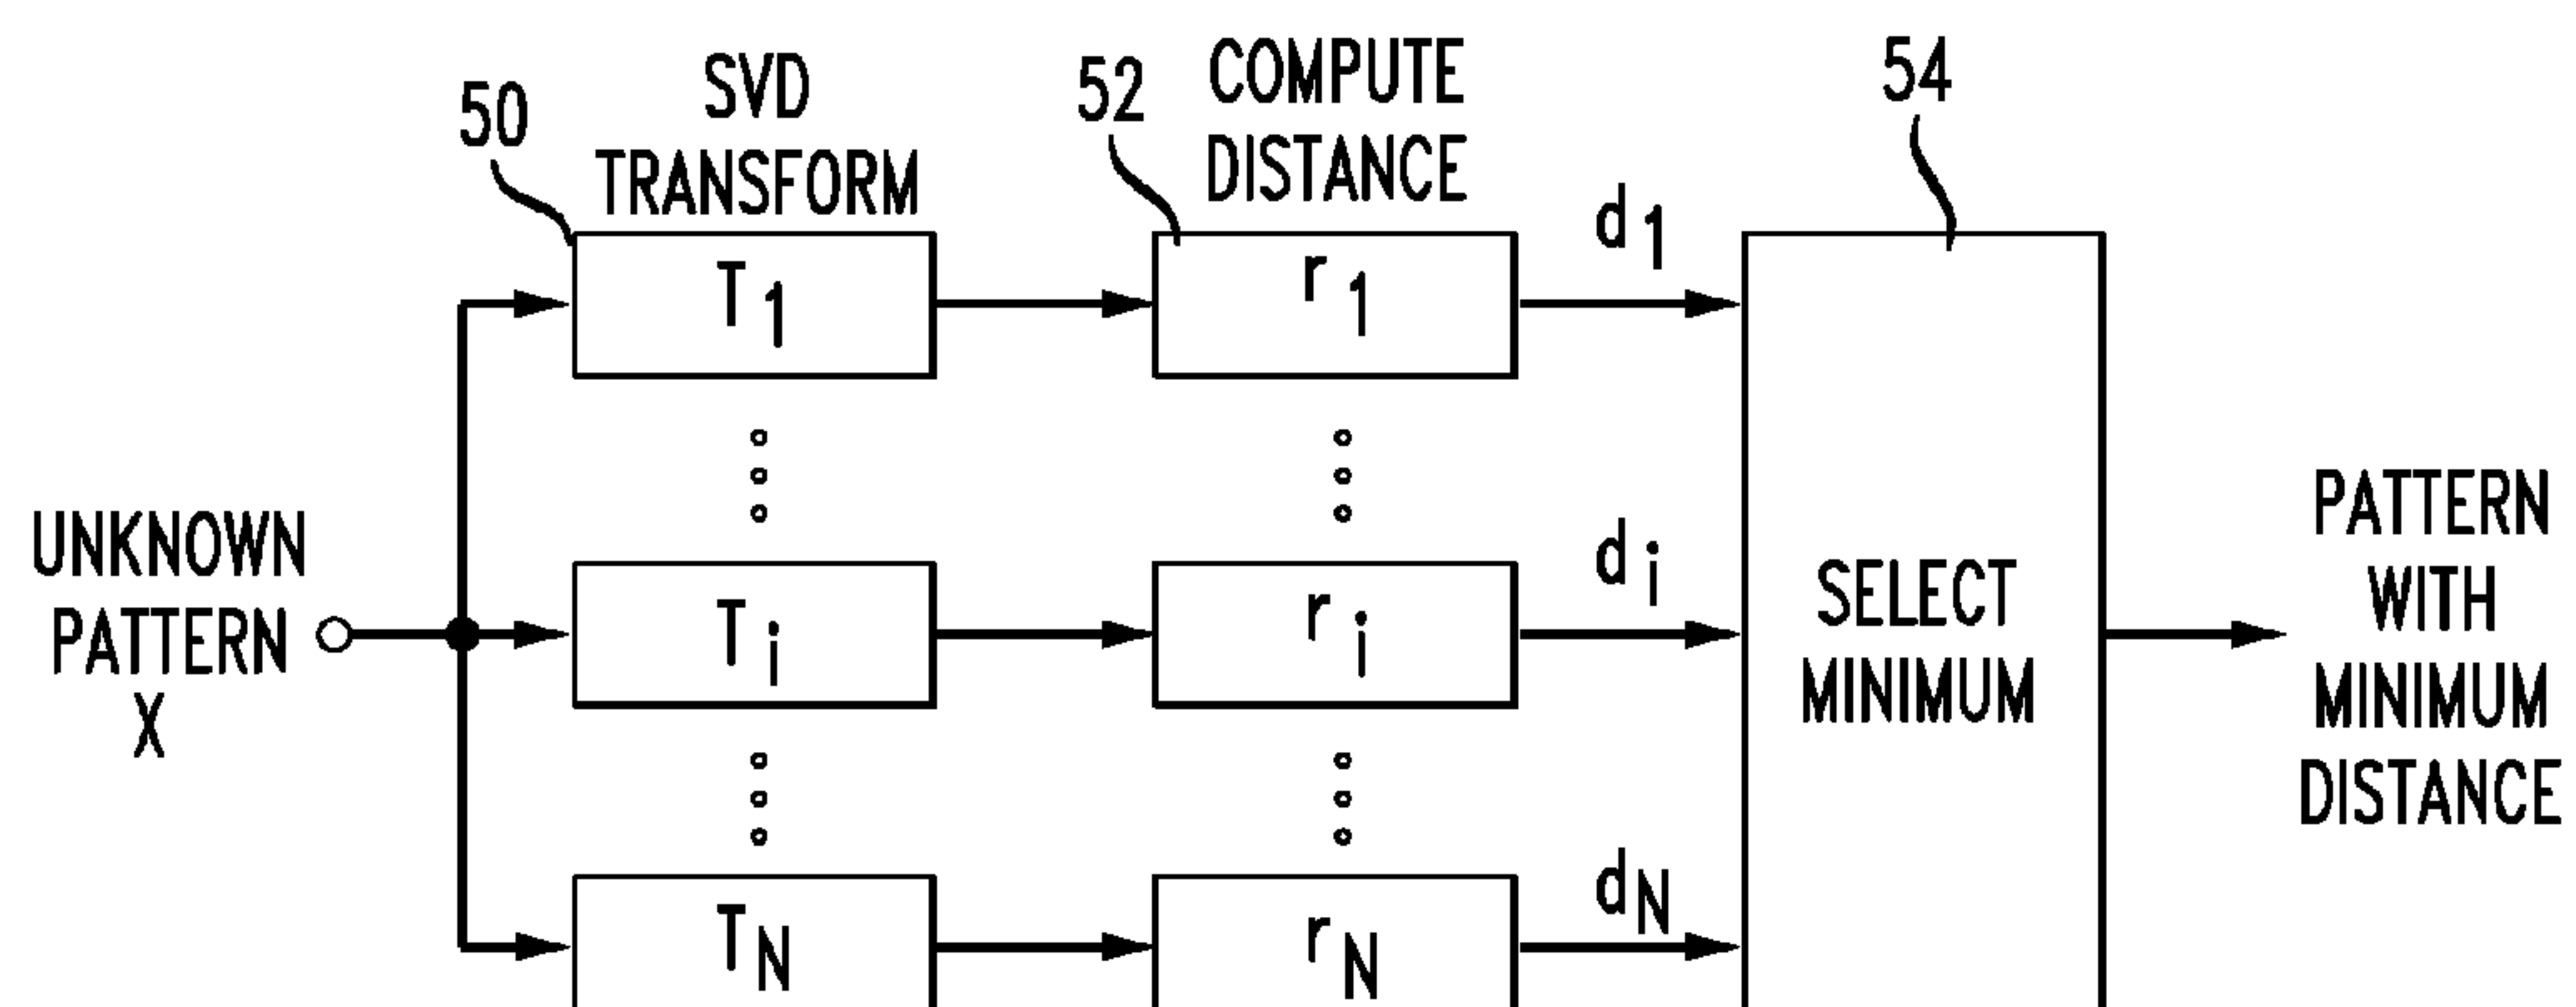 50
SVD
TRANSFORM
52
COMPUTE
DISTANCE
54
T1
r1
d1
UNKNOWN
PATTERN
X
Ti
ri
di
SELECT
MINIMUM
PATTERN
WITH
MINIMUM
DISTANCE
TN
rN
dN